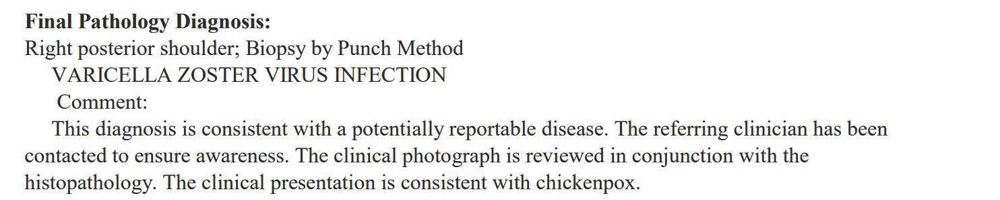 Final Pathology Diagnosis:
Right posterior shoulder; Biopsy by Punch Method
VARICELLA ZOSTER VIRUS INFECTION
Comment:
This diagnosis is consistent with a potentially reportable disease. The referring clinician has been
contacted to ensure awareness. The clinical photograph is reviewed in conjunction with the
histopathology. The clinical presentation is consistent with chickenpox.